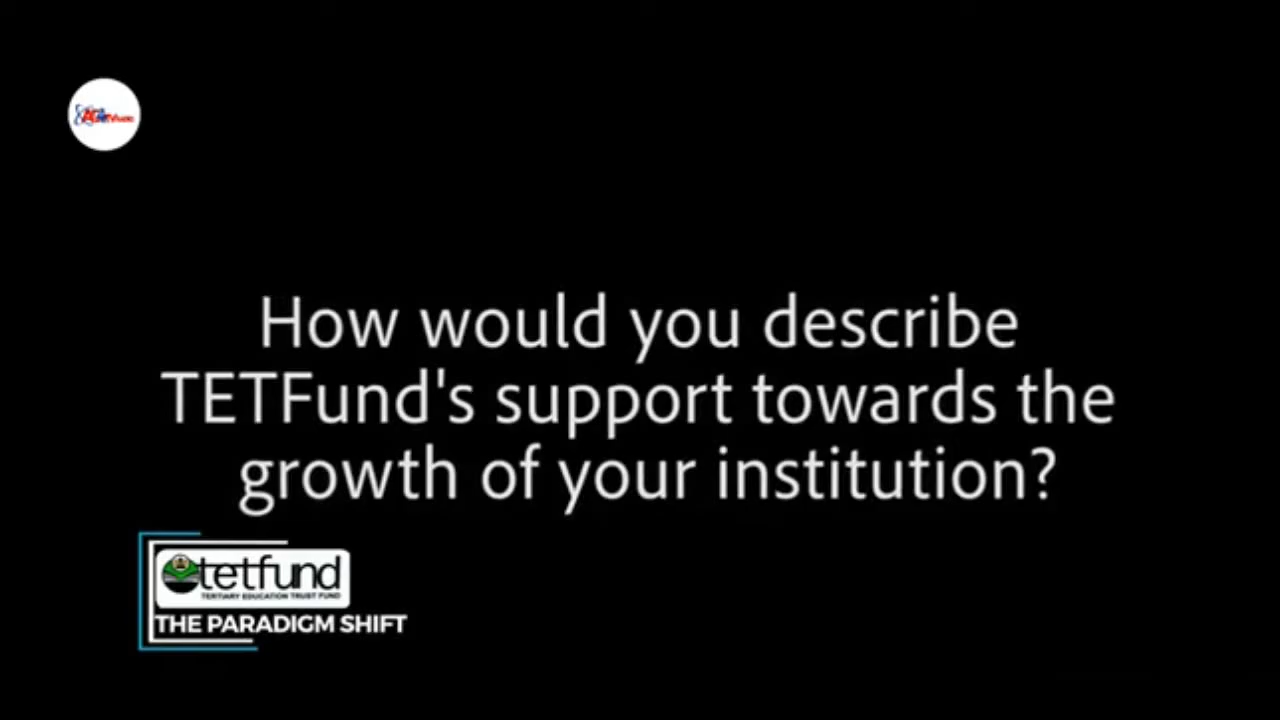 How would you describe
TETFund's support towards the
growth of your institution?
tetfund
TERTIARY EDUCATION TRUST FUND
THE PARADIGM SHIFT